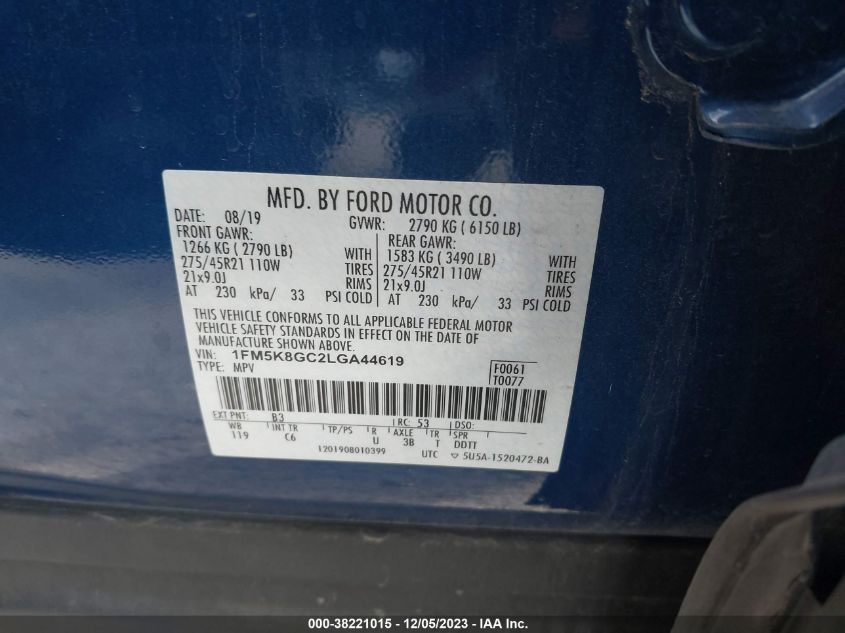 MFD. BY FORD MOTOR CO.
DATE: 08/19 GVWR: 2790 KG ( 6150 LB)
FRONT GAWR: REAR GAWR:
1266 KG ( 2790 LB) WITH 1583 KG ( 3490 LB) WITH
275/45R21 110W TIRES 275/45R21 110W TIRES
21x9.0J RIMS 21x9.0J RIMS
AT 230 kPa/ 33 PSI COLD AT 230 kPa/ 33 PSI COLD
THIS VEHICLE CONFORMS TO ALL APPLICABLE FEDERAL MOTOR
VEHICLE SAFETY STANDARDS IN EFFECT ON THE DATE OF
MANUFACTURE SHOWN ABOVE.
VIN: 1FM5K8GC2LGA44619 F0061
TYPE: MPV T0077
EXT PNT: B3 RC: 53 DSO:
WB INT TR TP/PS R AXLE TR SPR
119 C6 U 3B T DDTT
1201908010399 UTC ▽ 5U5A-1520472-BA
000-38221015 - 12/05/2023 - IAA Inc.